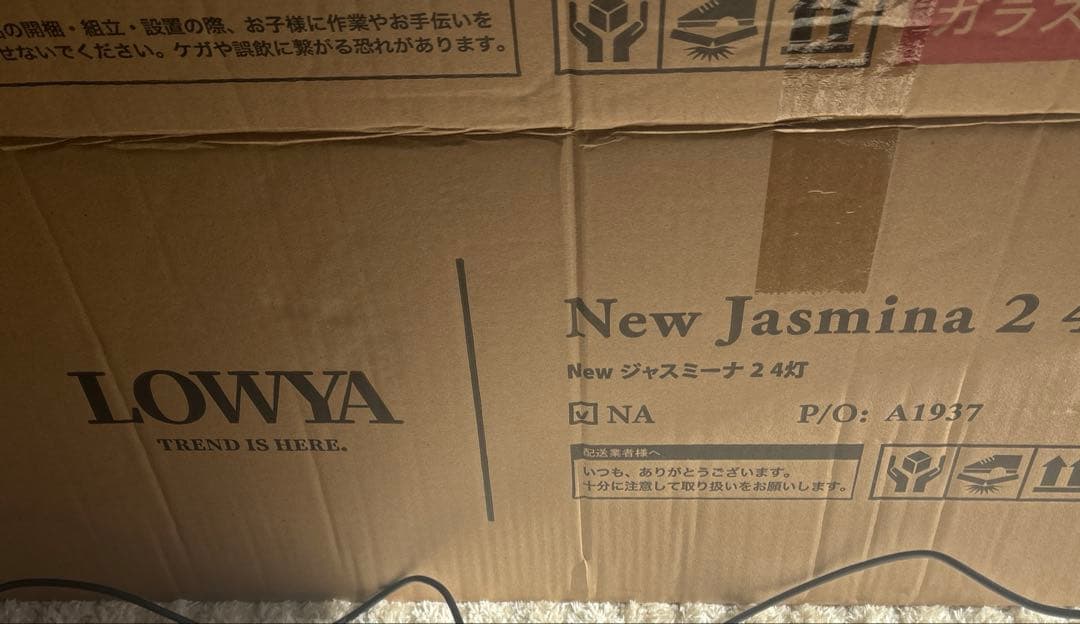 の開梱・組立・設置の際、お子様に作業やお手伝いを
せないでください。ケガや誤飲に繋がる恐れがあります。
ガラス
LOWYA
TREND IS HERE.
New Jasmina 2 4
New ジャスミーナ 2 4灯
NA
P/O: A1937
配送業者様へ
いつも、ありがとうございます。
十分に注意して取り扱いをお願いします。